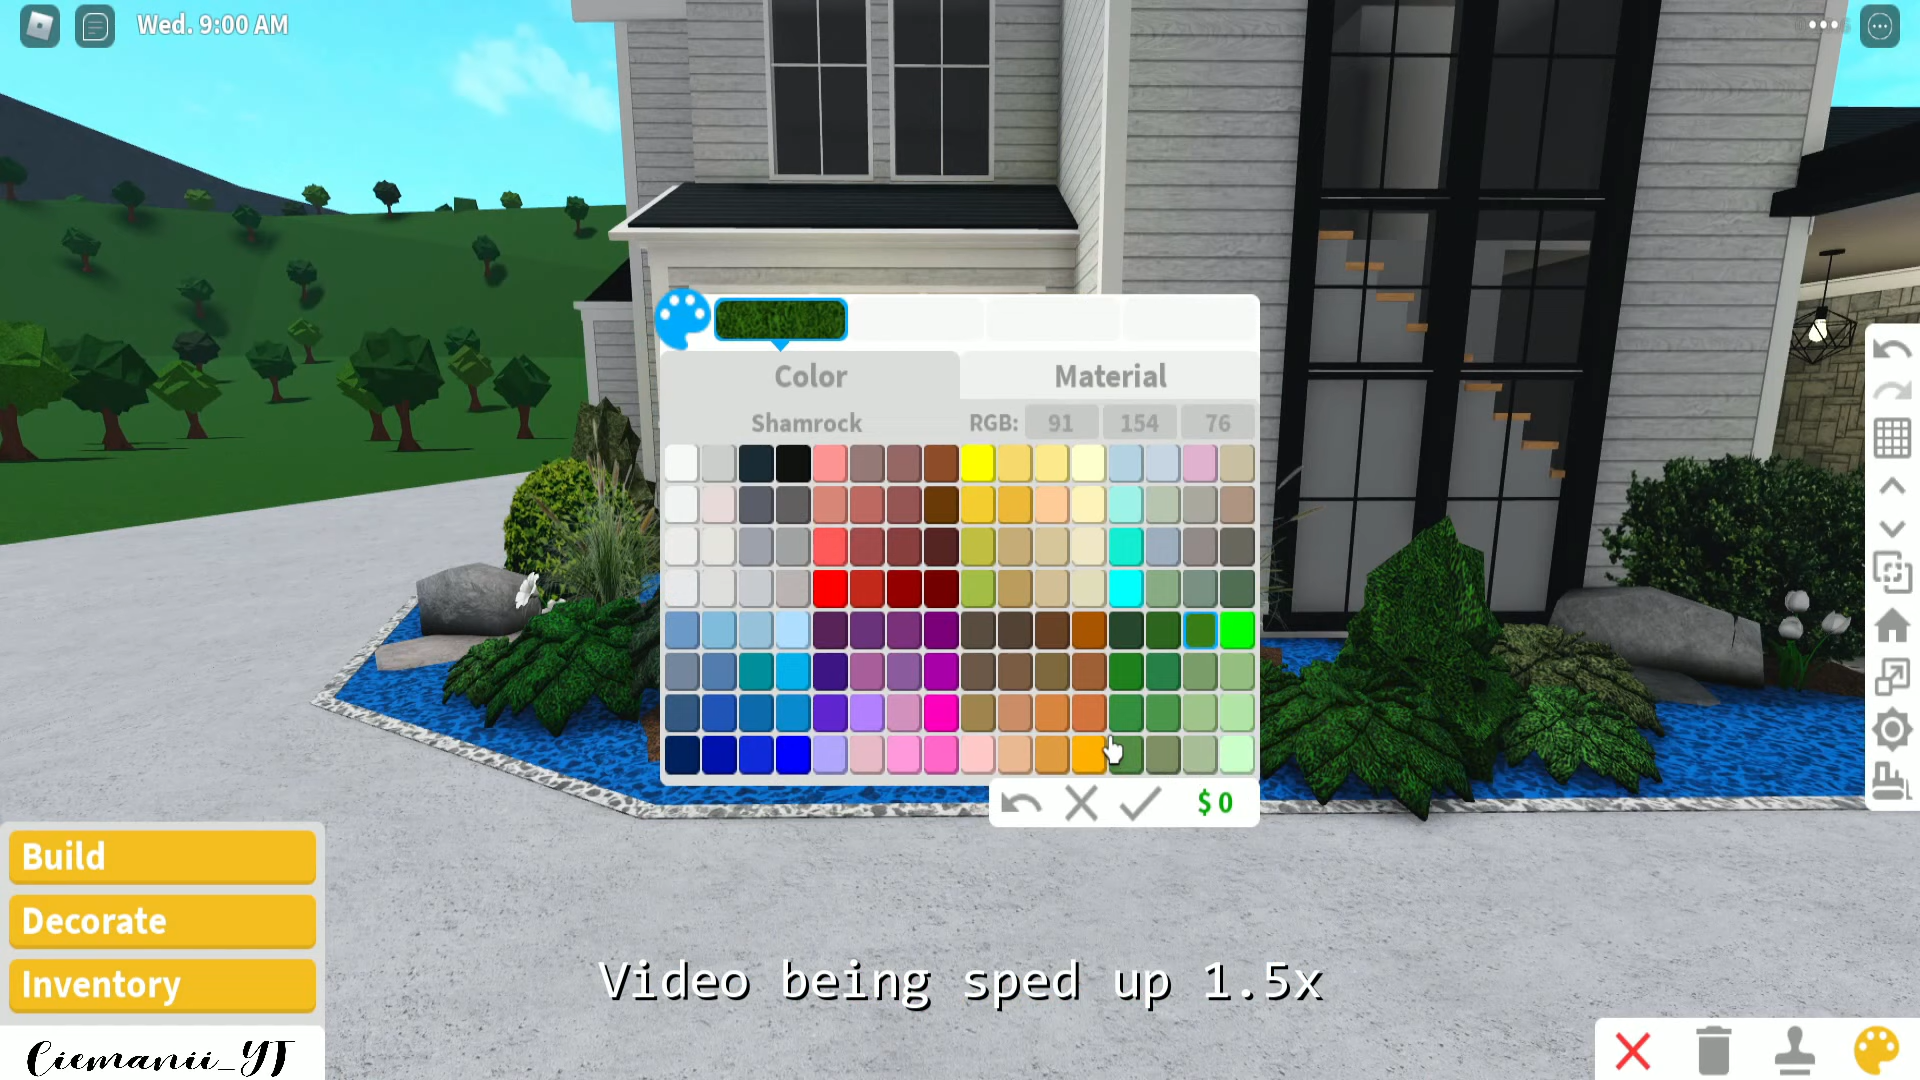 Wed. 9:00 AM
Color
Material
Shamrock
RGB: 91 154 76
$ 0
Build
Decorate
Inventory
Video being sped up 1.5x
Ciemanii_YT